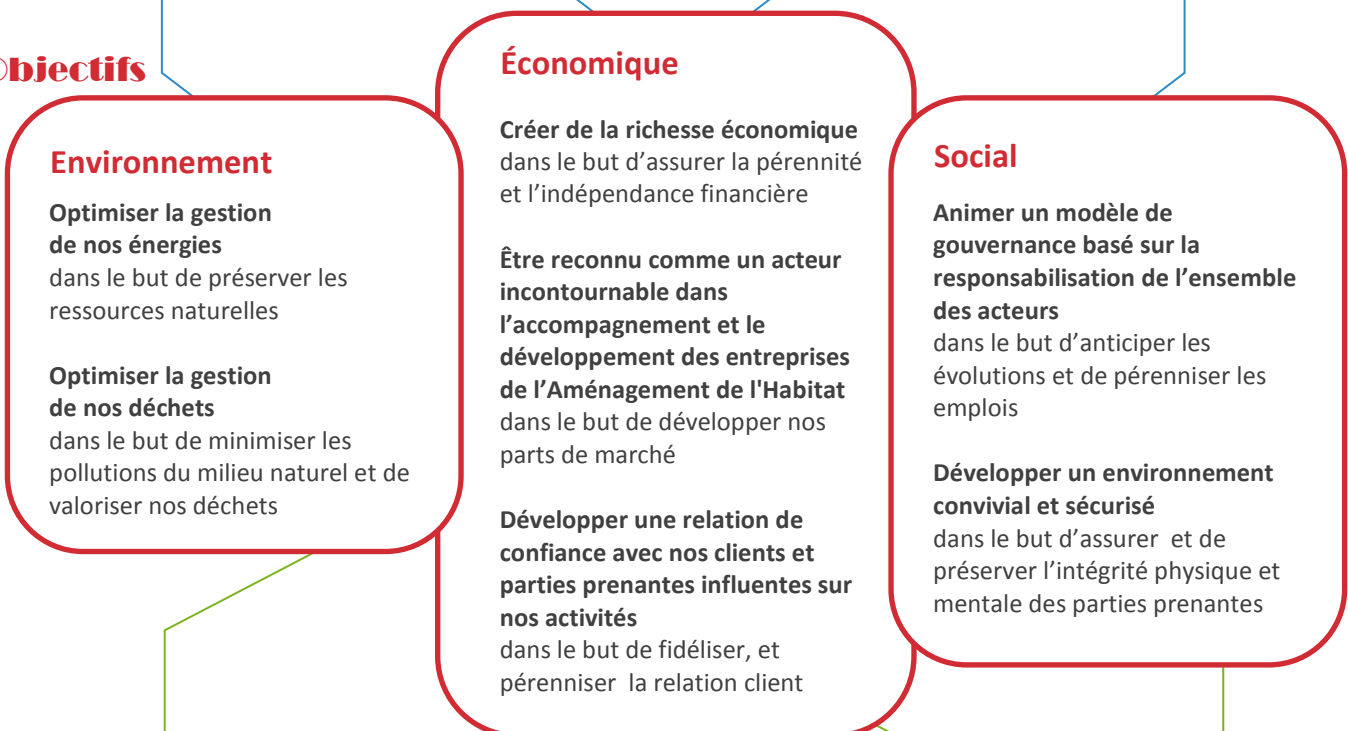 Objectifs
Environnement
Optimiser la gestion
de nos énergies
dans le but de préserver les
ressources naturelles
Optimiser la gestion
de nos déchets
dans le but de minimiser les
pollutions du milieu naturel et de
valoriser nos déchets
Économique
Créer de la richesse économique
dans le but d’assurer la pérennité
et l’indépendance financière
Être reconnu comme un acteur
incontournable dans
l’accompagnement et le
développement des entreprises
de l’Aménagement de l'Habitat
dans le but de développer nos
parts de marché
Développer une relation de
confiance avec nos clients et
parties prenantes influentes sur
nos activités
dans le but de fidéliser, et
pérenniser la relation client
Social
Animer un modèle de
gouvernance basé sur la
responsabilisation de l’ensemble
des acteurs
dans le but d’anticiper les
évolutions et de pérenniser les
emplois
Développer un environnement
convivial et sécurisé
dans le but d’assurer et de
préserver l’intégrité physique et
mentale des parties prenantes